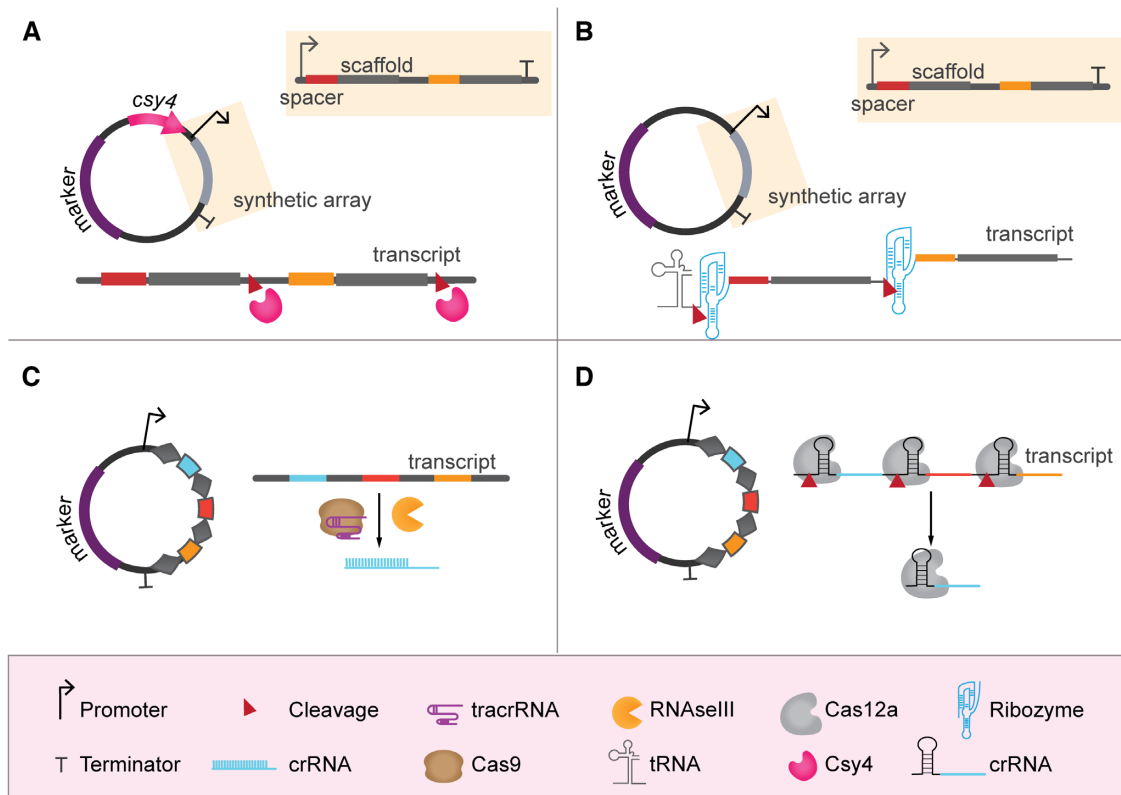 A
scaffold
spacer
csy4
marker
synthetic array
transcript
B
scaffold
spacer
marker
synthetic array
transcript
C
marker
transcript
D
marker
transcript
Promoter
Cleavage
tracrRNA
RNAseIII
Cas12a
Ribozyme
Terminator
crRNA
Cas9
tRNA
Csy4
crRNA